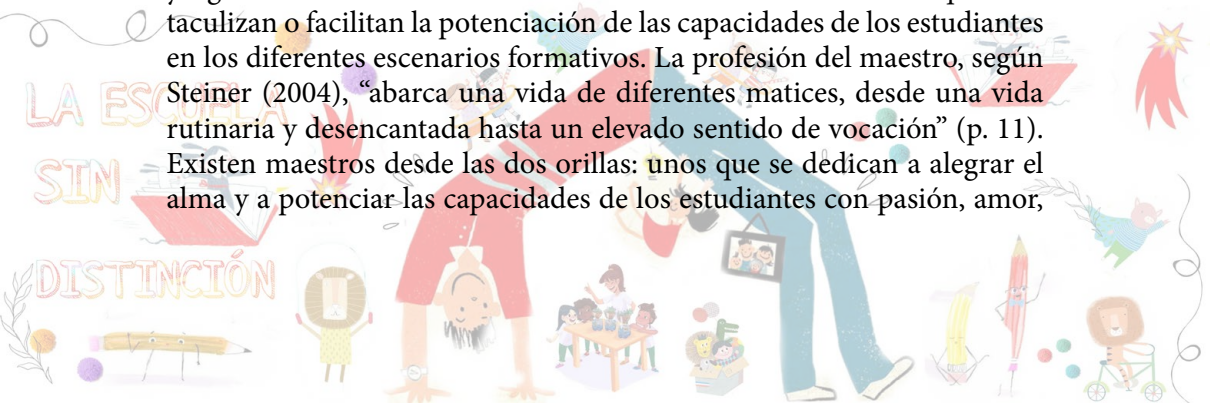 taculizan o facilitan la potenciación de las capacidades de los estudiantes
en los diferentes escenarios formativos. La profesión del maestro, según
Steiner (2004), “abarca una vida de diferentes matices, desde una vida
rutinaria y desencantada hasta un elevado sentido de vocación” (p. 11).
Existen maestros desde las dos orillas: unos que se dedican a alegrar el
alma y a potenciar las capacidades de los estudiantes con pasión, amor,
LA ESCUELA
SIN
DISTINCIÓN